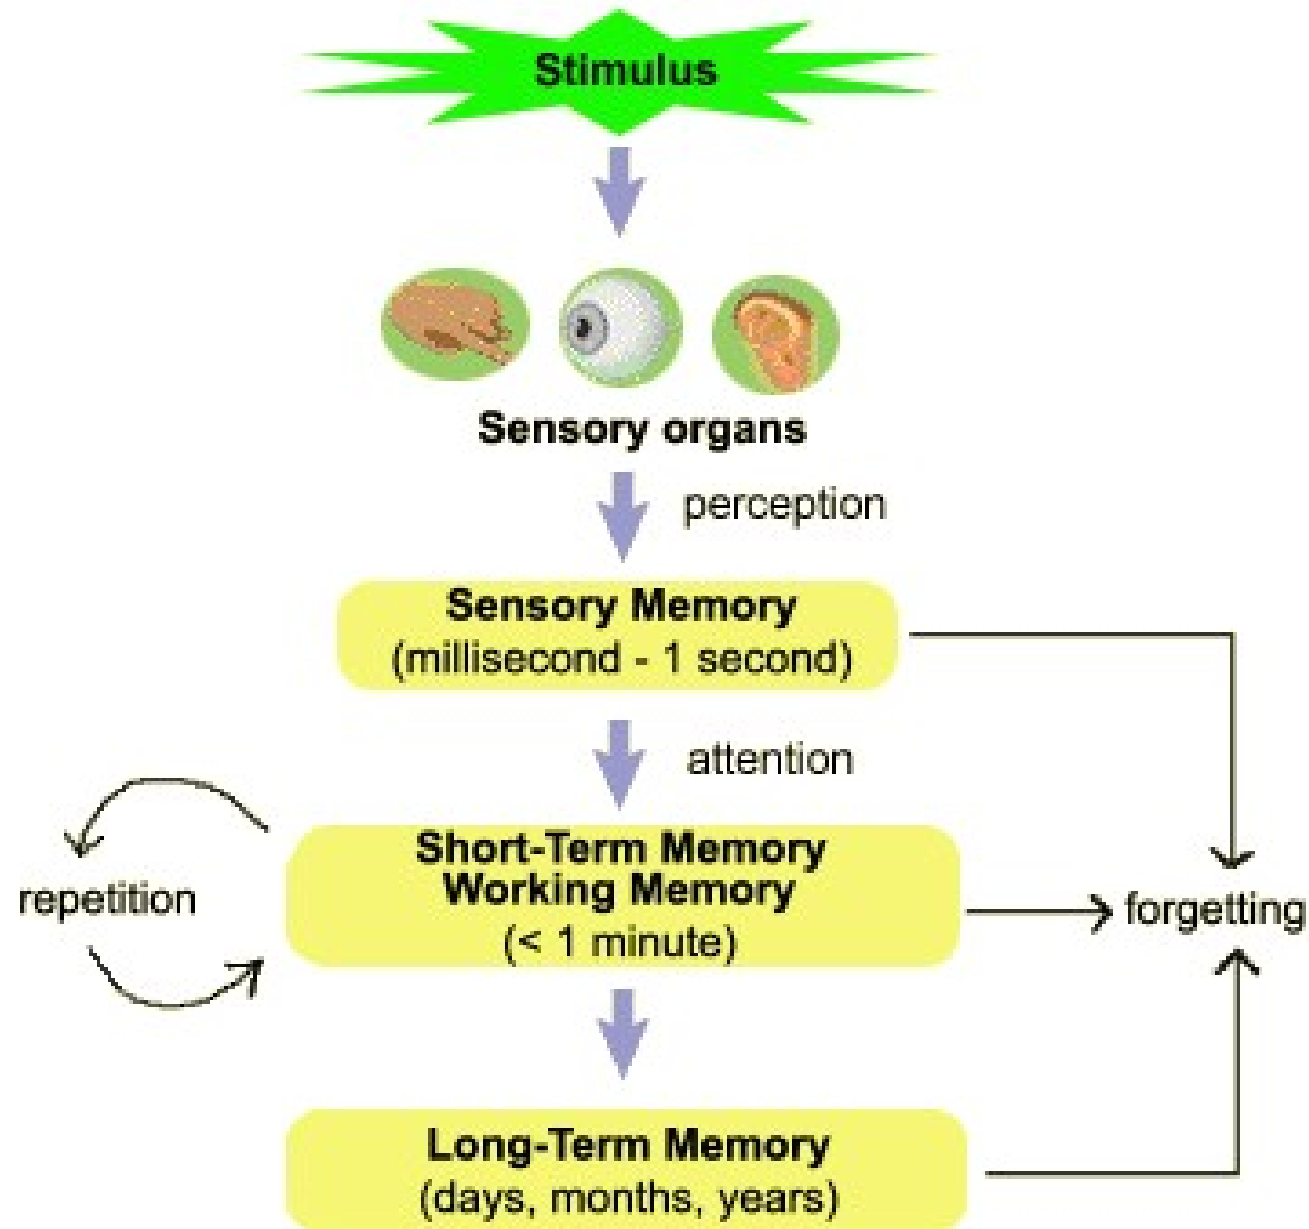 Stimulus
Sensory organs
perception
Sensory Memory
(millisecond - 1 second)
attention
Short-Term Memory
Working Memory
(< 1 minute)
repetition
forgetting
Long-Term Memory
(days, months, years)